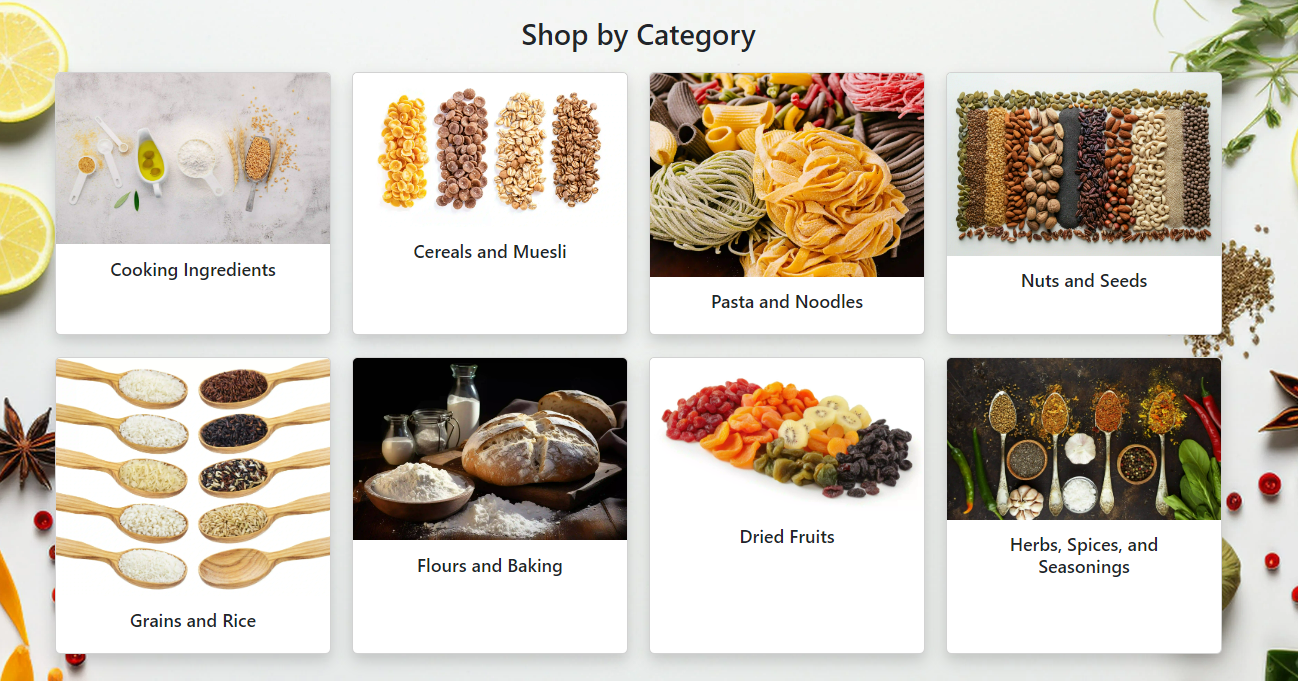 Shop by Category
Cooking Ingredients
Cereals and Muesli
Pasta and Noodles
Nuts and Seeds
Grains and Rice
Flours and Baking
Dried Fruits
Herbs, Spices, and
Seasonings